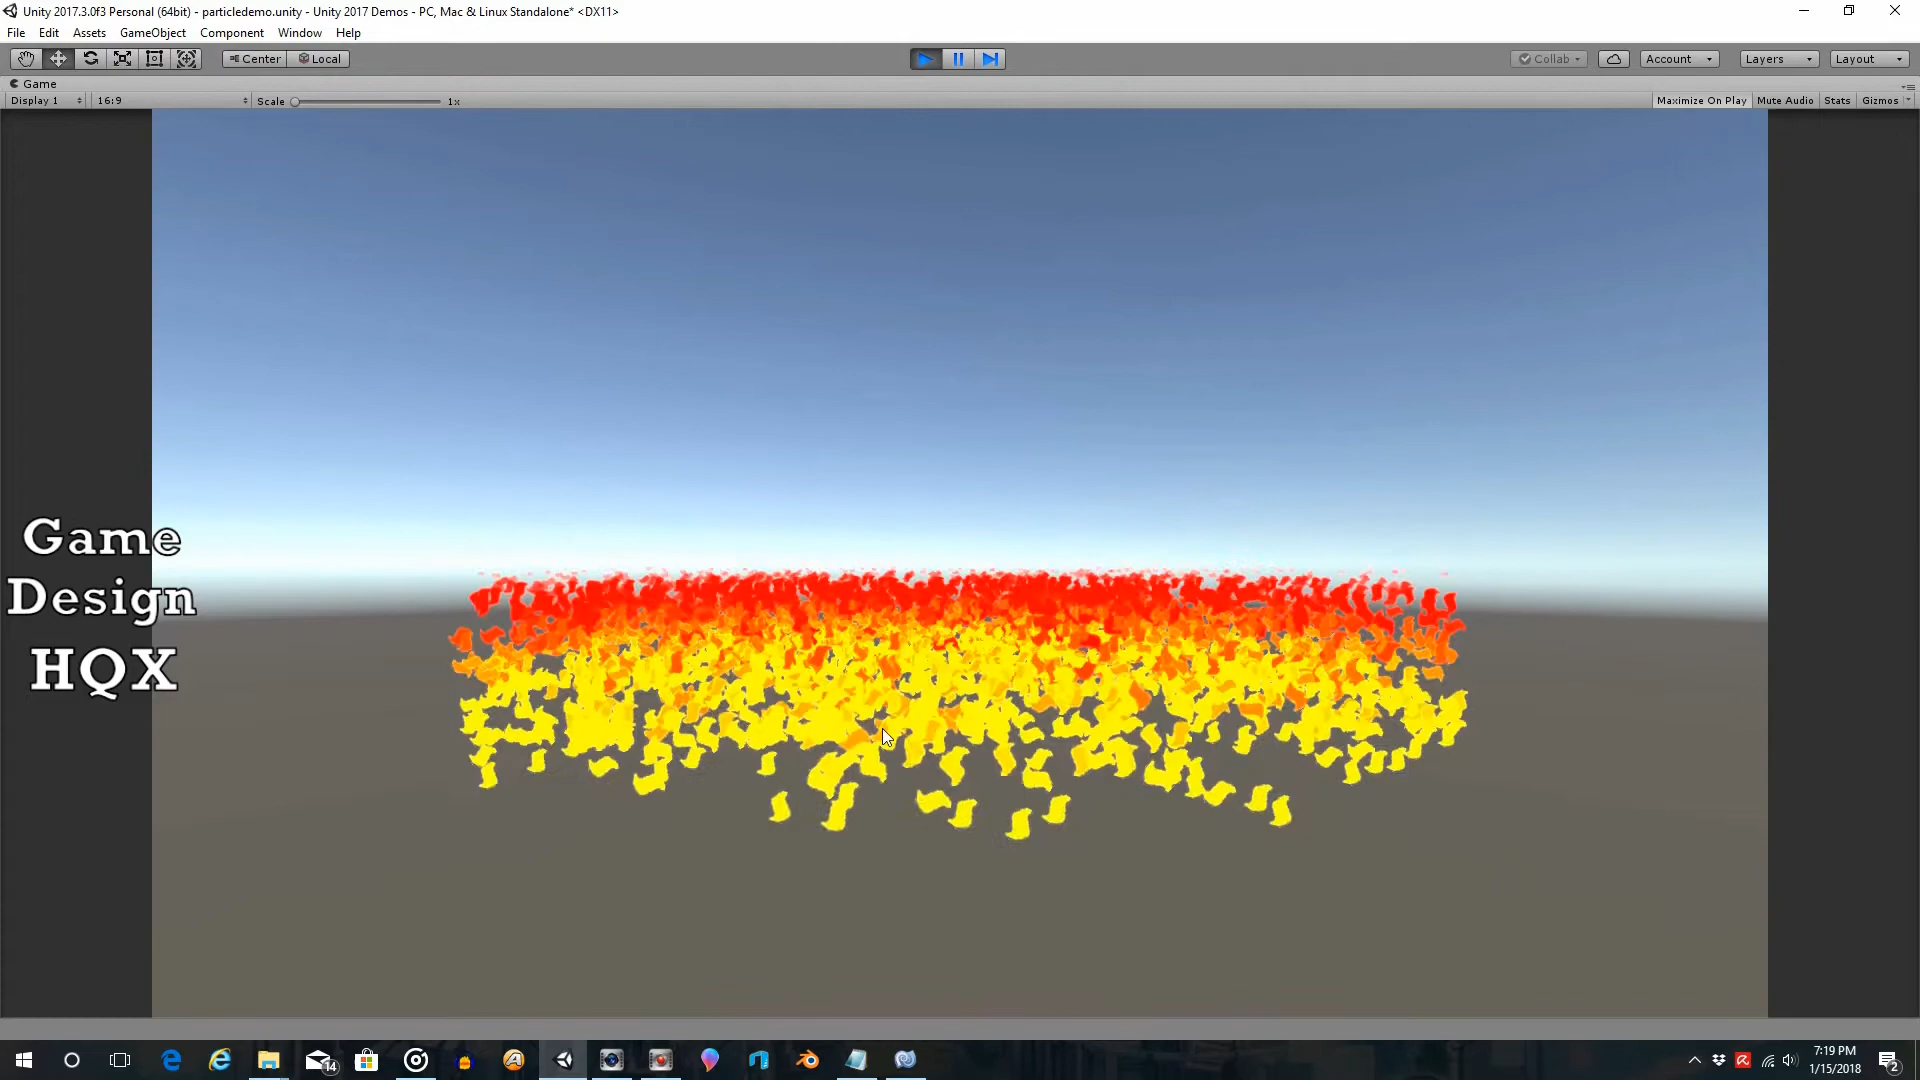 Unity 2017.3.0f3 Personal (64bit) - particledemo.unity - Unity 2017 Demos - PC, Mac & Linux Standalone* <DX11>
File Edit Assets GameObject Component Window Help
Center Local Collab Account Layers Layout
Game
Display 1 16:9 Scale 1x Maximize On Play Mute Audio Stats Gizmos
Game
Design
HQX
14
7:19 PM
1/15/2018
2